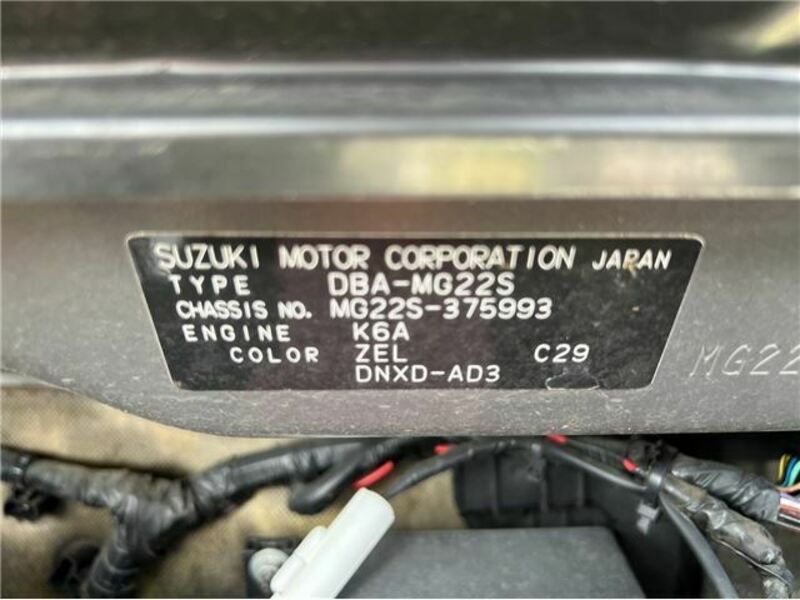 SUZUKI MOTOR CORPORATION JAPAN
TYPE DBA-MG22S
CHASSIS NO. MG22S-375993
ENGINE K6A
COLOR ZEL C29
DNXD-AD3
MG22